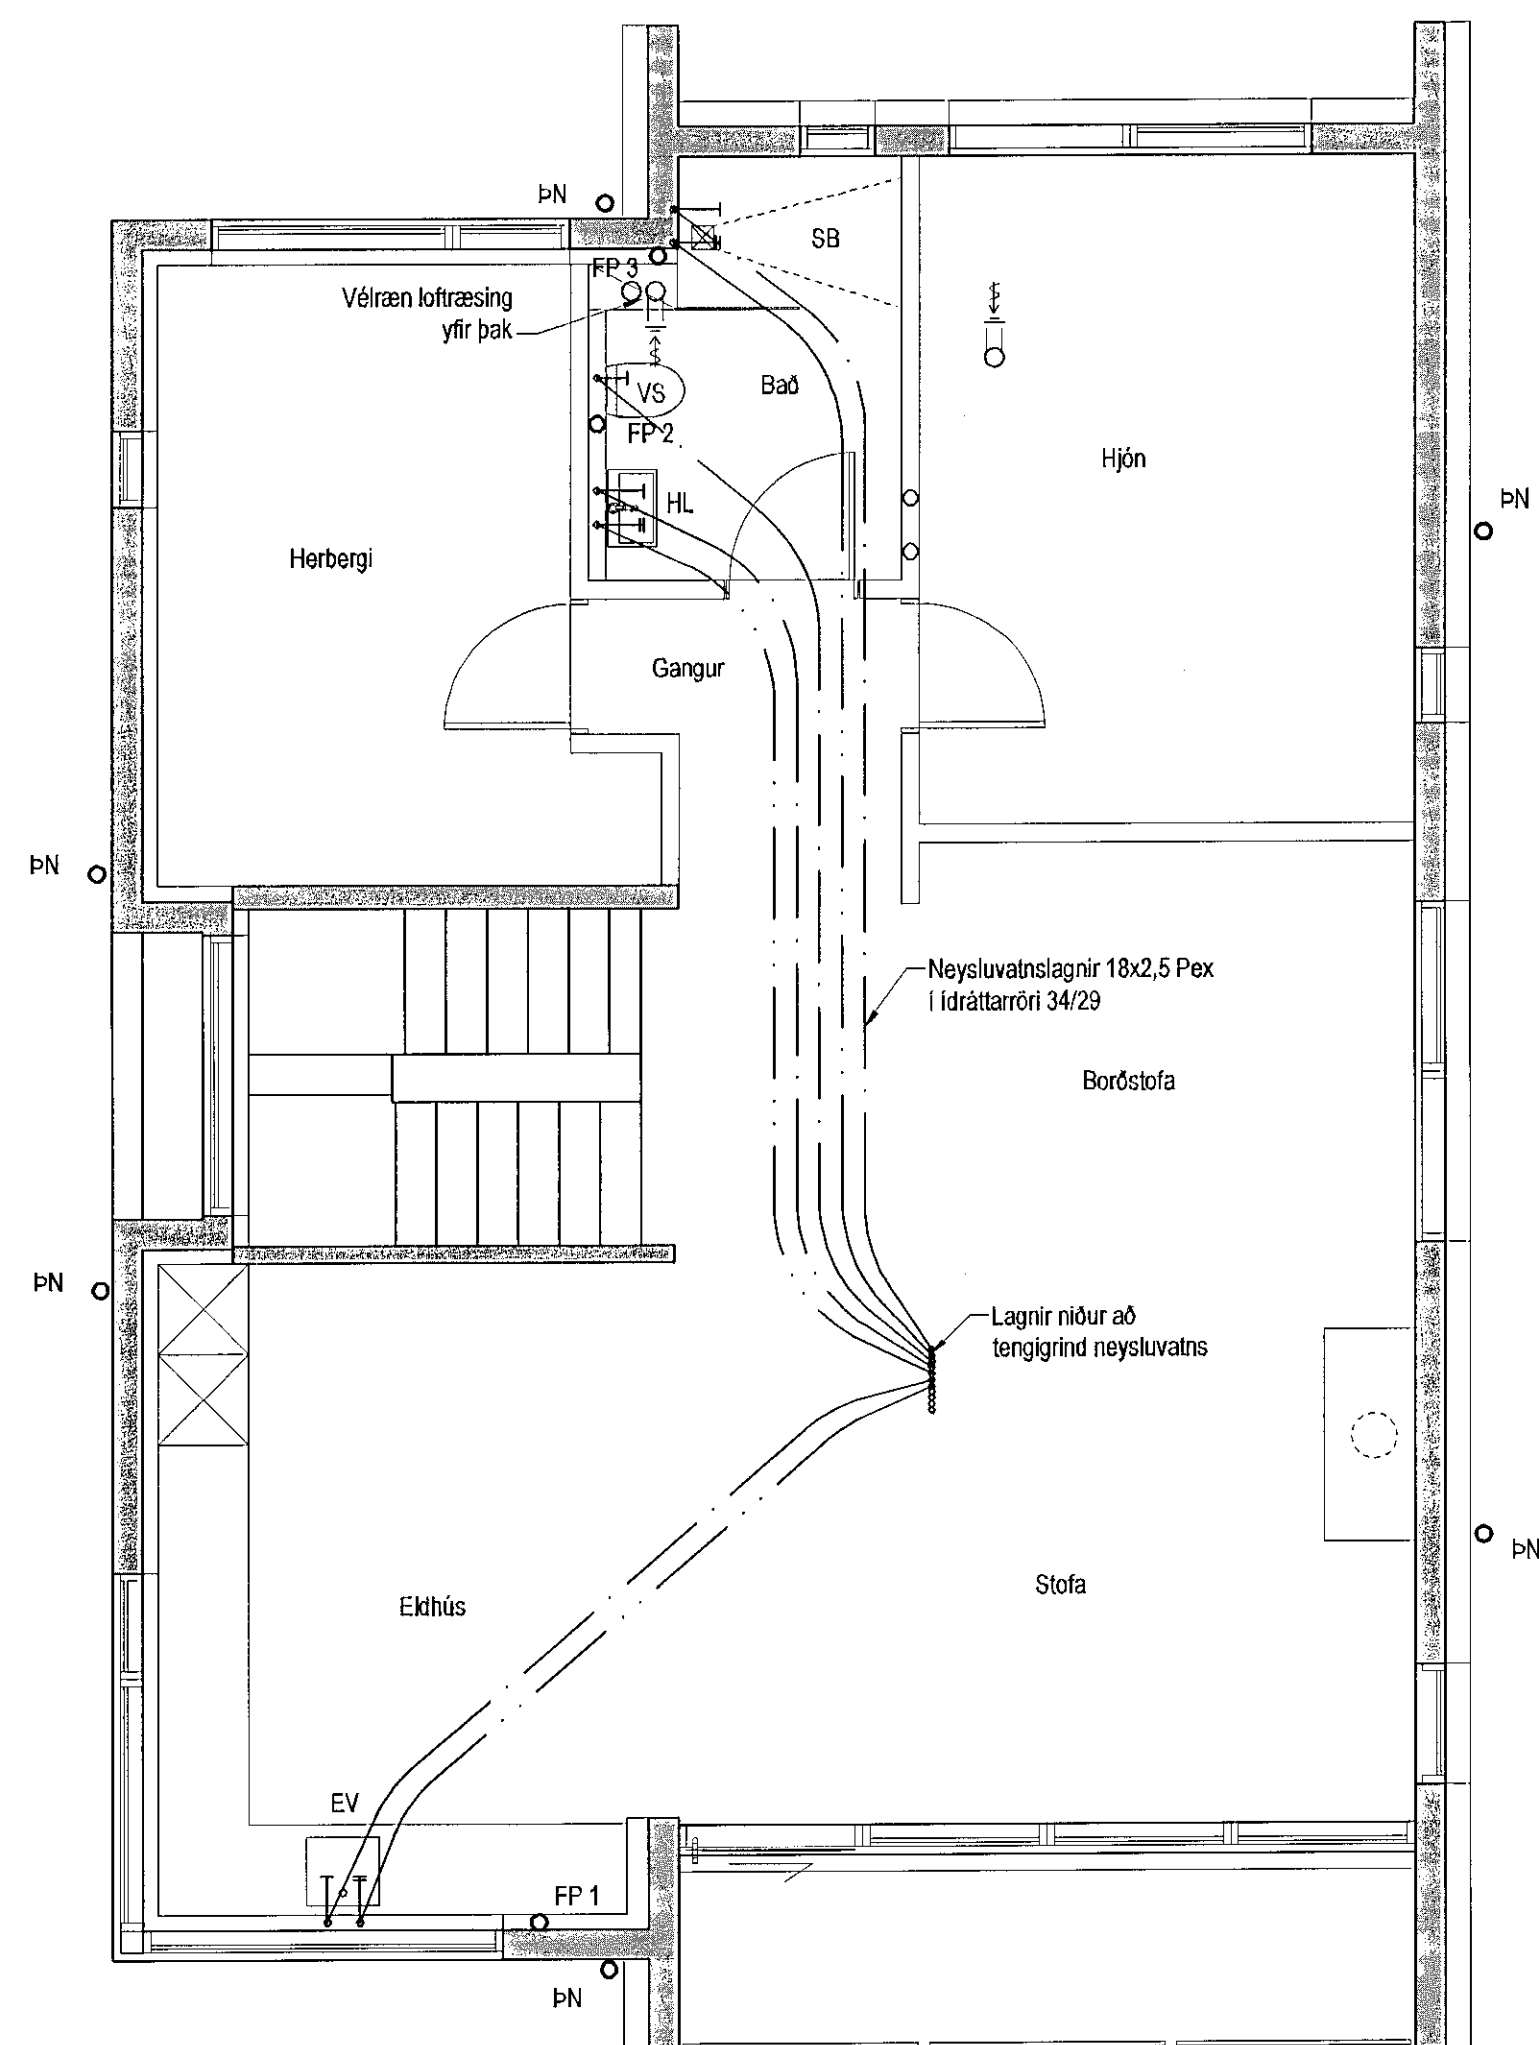 ÞN
SB
FP 3
Vélræn loftræsing
yfir þak
VS
Bað
FP 2
Hjón
HL
ÞN
Herbergi
Gangur
ÞN
Neysluvatnslagnir 18x2,5 Pex
í ídráttarröri 34/29
Borðstofa
ÞN
Lagnir niður að
tengigrind neysluvatns
ÞN
Stofa
Eldhús
EV
FP 1
ÞN